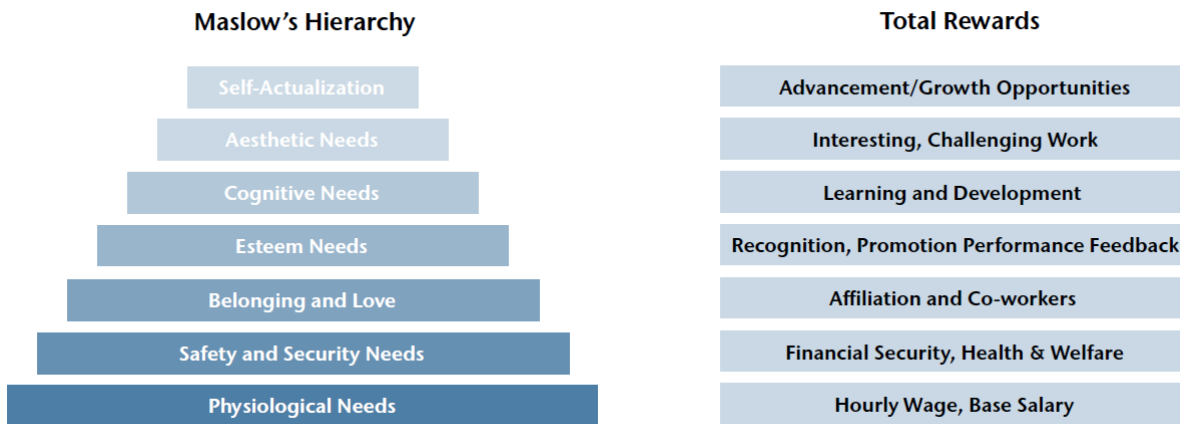 Maslow’s Hierarchy
Total Rewards
Self-Actualization
Advancement/Growth Opportunities
Aesthetic Needs
Interesting, Challenging Work
Cognitive Needs
Learning and Development
Esteem Needs
Recognition, Promotion Performance Feedback
Belonging and Love
Affiliation and Co-workers
Safety and Security Needs
Financial Security, Health & Welfare
Physiological Needs
Hourly Wage, Base Salary